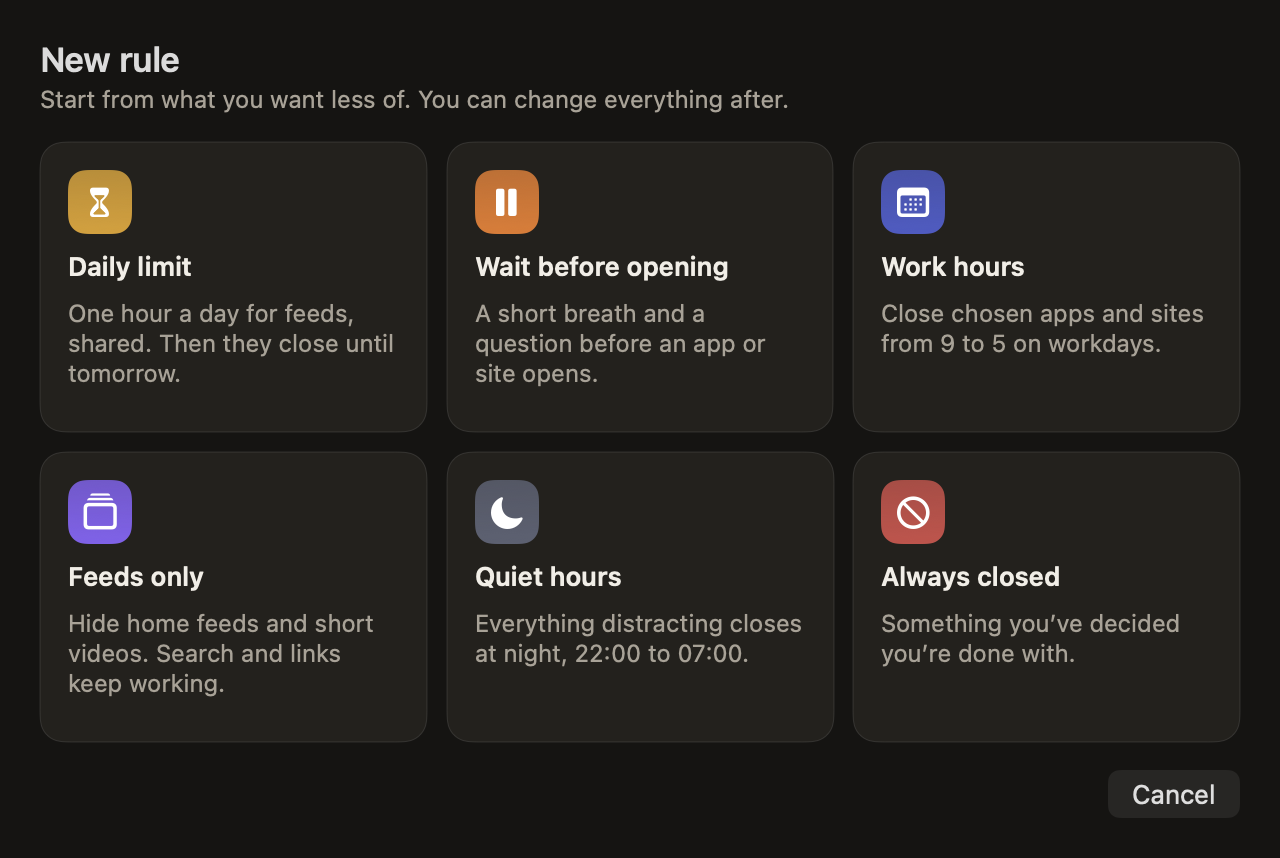 New rule
Start from what you want less of. You can change everything after.
Daily limit
One hour a day for feeds,
shared. Then they close until
tomorrow.
Wait before opening
A short breath and a
question before an app or
site opens.
Work hours
Close chosen apps and sites
from 9 to 5 on workdays.
Feeds only
Hide home feeds and short
videos. Search and links
keep working.
Quiet hours
Everything distracting closes
at night, 22:00 to 07:00.
Always closed
Something you’ve decided
you’re done with.
Cancel